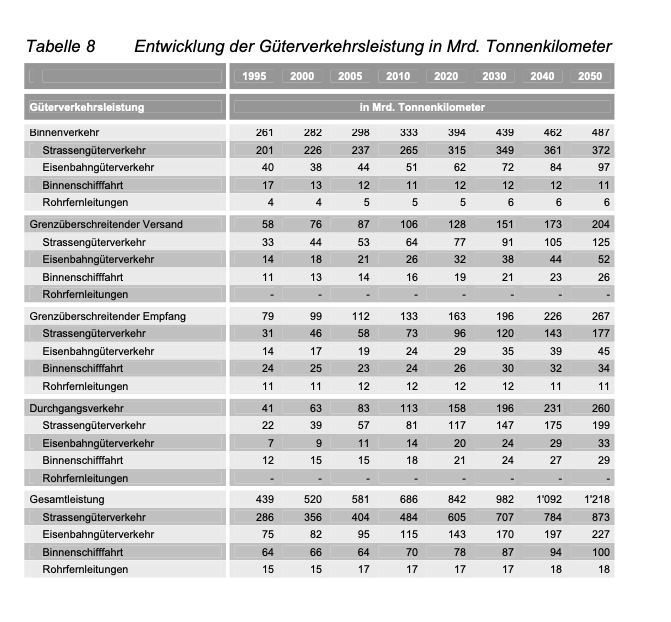 Tabelle 8 Entwicklung der Güterverkehrsleistung in Mrd. Tonnenkilometer
1995 2000 2005 2010 2020 2030 2040 2050
Güterverkehrsleistung in Mrd. Tonnenkilometer
Binnenverkehr 261 282 298 333 394 439 462 487
Strassengüterverkehr 201 226 237 265 315 349 361 372
Eisenbahngüterverkehr 40 38 44 51 62 72 84 97
Binnenschifffahrt 17 13 12 11 12 12 12 11
Rohrfernleitungen 4 4 5 5 5 6 6 6
Grenzüberschreitender Versand 58 76 87 106 128 151 173 204
Strassengüterverkehr 33 44 53 64 77 91 105 125
Eisenbahngüterverkehr 14 18 21 26 32 38 44 52
Binnenschifffahrt 11 13 14 16 19 21 23 26
Rohrfernleitungen - - - - - - - -
Grenzüberschreitender Empfang 79 99 112 133 163 196 226 267
Strassengüterverkehr 31 46 58 73 96 120 143 177
Eisenbahngüterverkehr 14 17 19 24 29 35 39 45
Binnenschifffahrt 24 25 23 24 26 30 32 34
Rohrfernleitungen 11 11 12 12 12 12 11 11
Durchgangsverkehr 41 63 83 113 158 196 231 260
Strassengüterverkehr 22 39 57 81 117 147 175 199
Eisenbahngüterverkehr 7 9 11 14 20 24 29 33
Binnenschifffahrt 12 15 15 18 21 24 27 29
Rohrfernleitungen - - - - - - - -
Gesamtleistung 439 520 581 686 842 982 1'092 1'218
Strassengüterverkehr 286 356 404 484 605 707 784 873
Eisenbahngüterverkehr 75 82 95 115 143 170 197 227
Binnenschifffahrt 64 66 64 70 78 87 94 100
Rohrfernleitungen 15 15 17 17 17 17 18 18